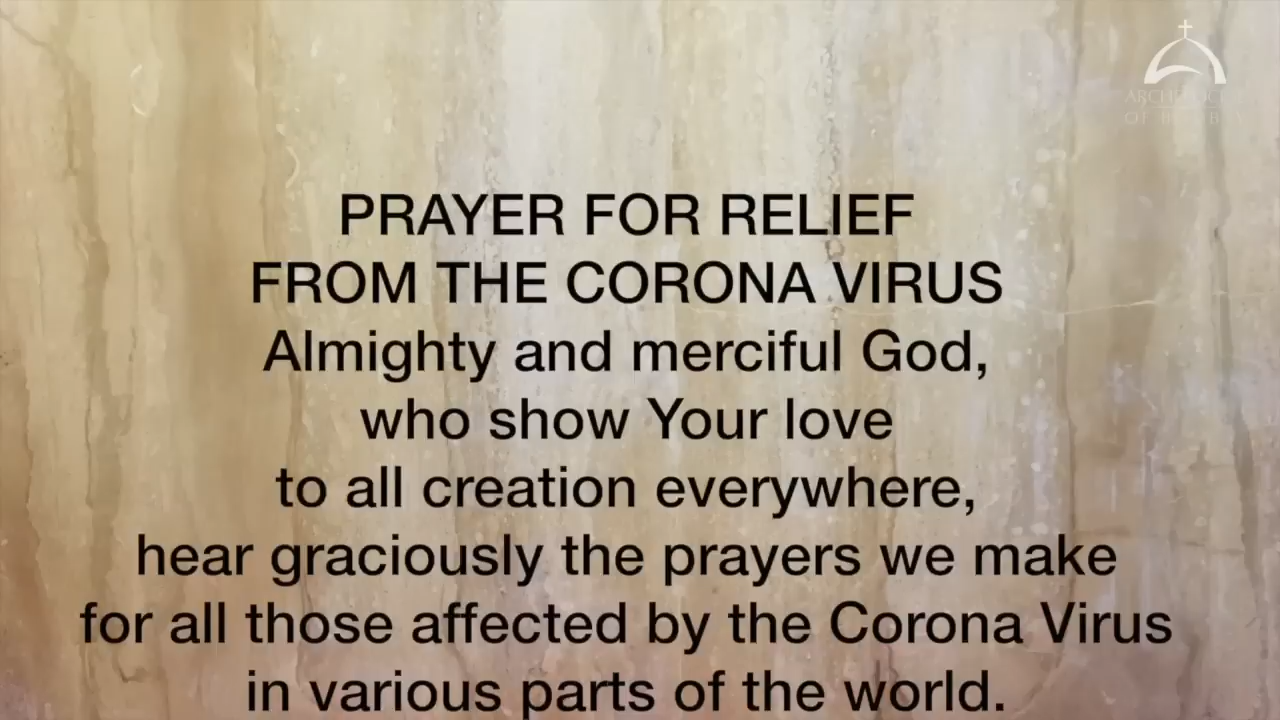 PRAYER FOR RELIEF
FROM THE CORONA VIRUS
Almighty and merciful God,
who show Your love
to all creation everywhere,
hear graciously the prayers we make
for all those affected by the Corona Virus
in various parts of the world.